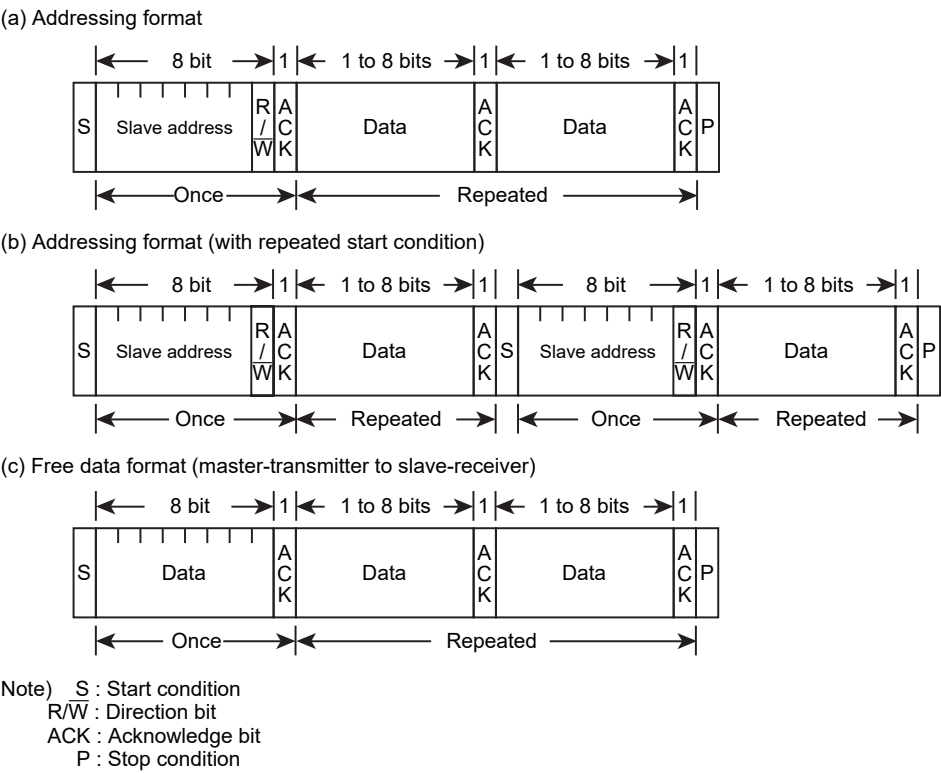 (a) Addressing format
8 bit 1 1 to 8 bits 1 1 to 8 bits 1
S Slave address R/W̅ ACK Data ACK Data ACK P
Once Repeated
(b) Addressing format (with repeated start condition)
8 bit 1 1 to 8 bits 1 8 bit 1 1 to 8 bits 1
S Slave address R/W̅ ACK Data ACK S Slave address R/W̅ ACK Data ACK P
Once Repeated Once Repeated
(c) Free data format (master-transmitter to slave-receiver)
8 bit 1 1 to 8 bits 1 1 to 8 bits 1
S Data ACK Data ACK Data ACK P
Once Repeated
Note) S : Start condition
R/W̅ : Direction bit
ACK : Acknowledge bit
P : Stop condition